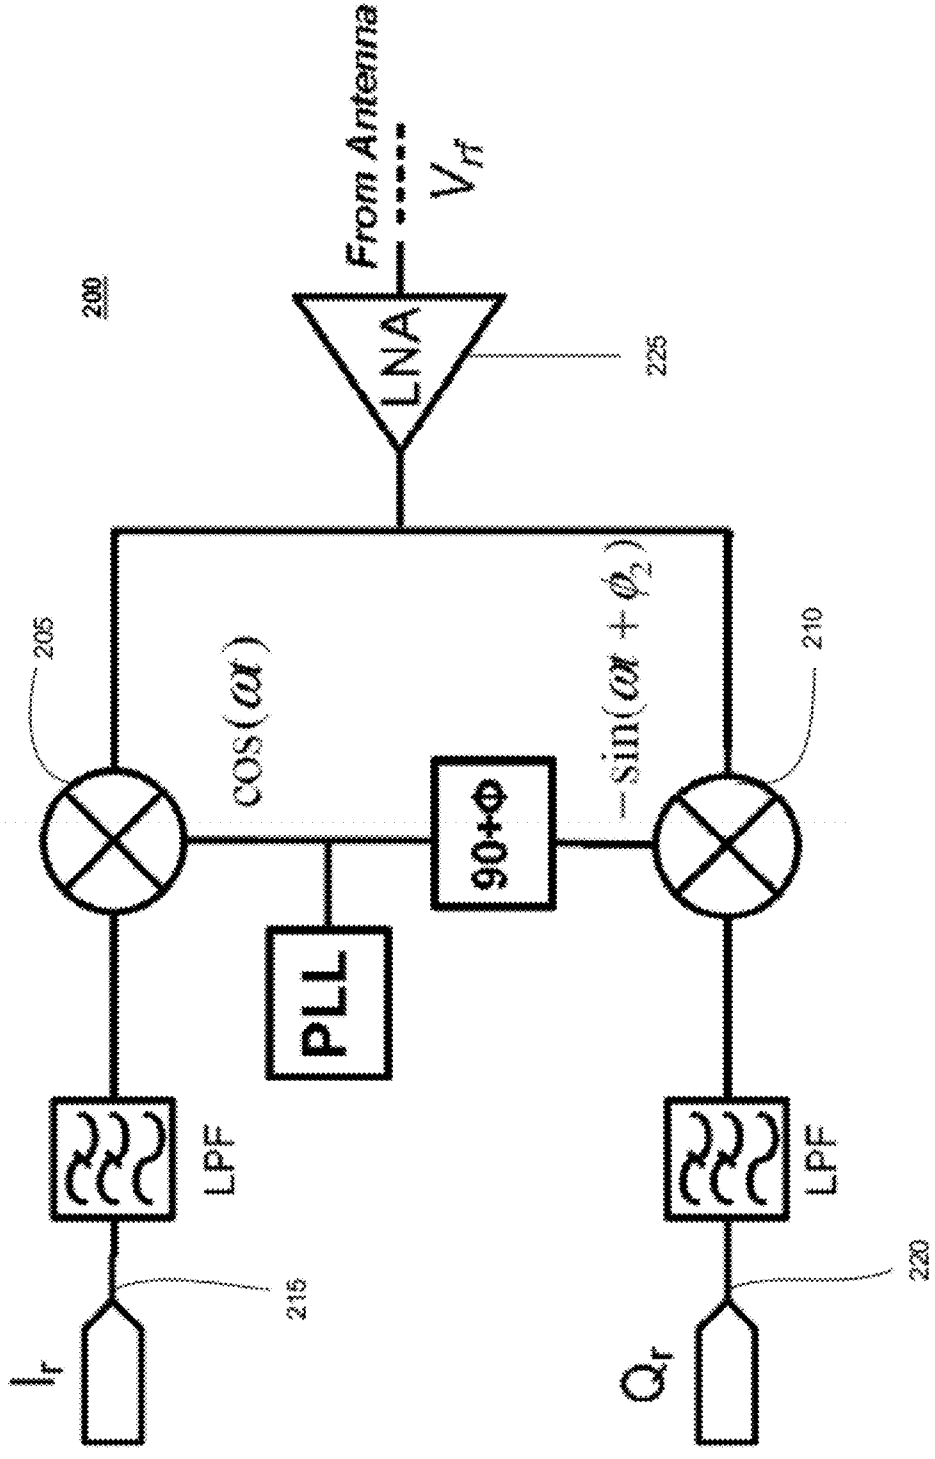 200
From Antenna
V_rf
LNA
225
205
cos(ωt)
−sin(ωt + ϕ₂)
210
90+Φ
PLL
LPF
LPF
215
220
I_r
Q_r